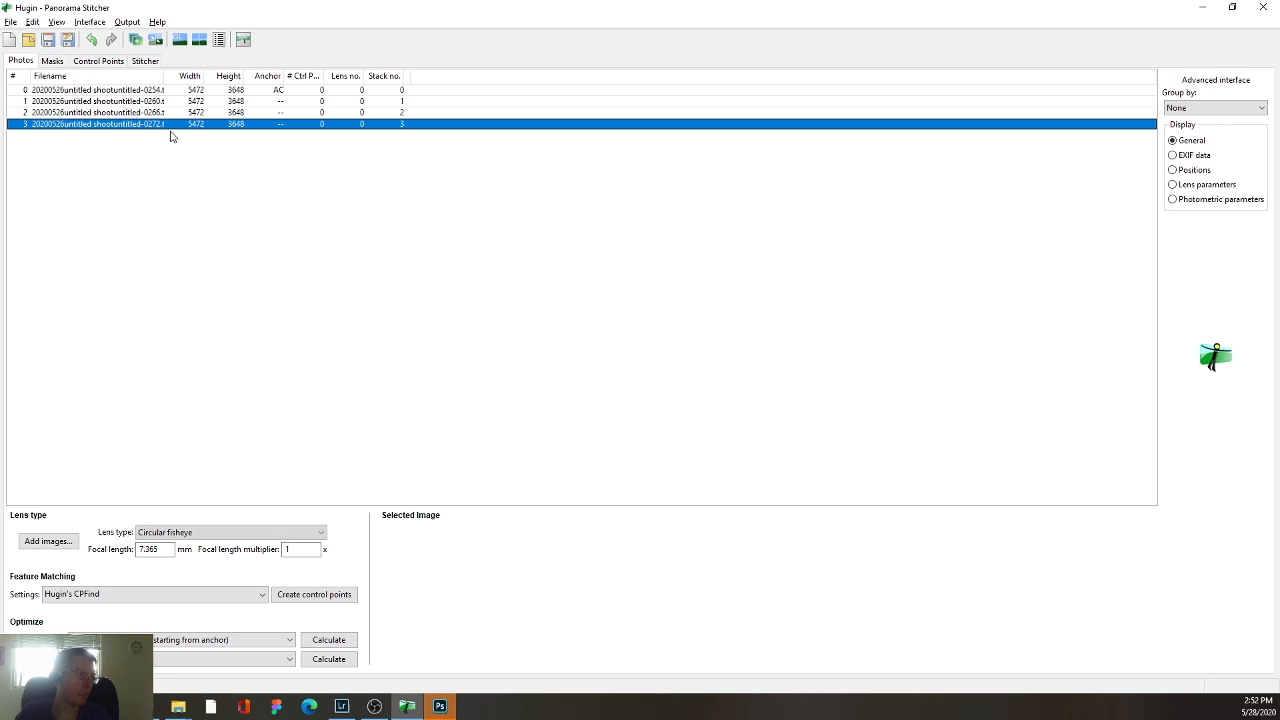 Hugin - Panorama Stitcher
File Edit View Interface Output Help
Photos Masks Control Points Stitcher
# Filename Width Height Anchor # Ctrl P... Lens no. Stack no.
0 20200526untitled shootuntitled-0254.t 5472 3648 AC 0 0 0
1 20200526untitled shootuntitled-0260.t 5472 3648 -- 0 0 1
2 20200526untitled shootuntitled-0266.t 5472 3648 -- 0 0 2
3 20200526untitled shootuntitled-0272.t 5472 3648 -- 0 0 3
Advanced interface
Group by:
None
Display
General
EXIF data
Positions
Lens parameters
Photometric parameters
Lens type
Add images...
Lens type: Circular fisheye
Focal length: 7.365 mm Focal length multiplier: 1 x
Feature Matching
Settings: Hugin's CPFind Create control points
Optimize
starting from anchor) Calculate
Calculate
Selected Image
Lr Ps
2:52 PM
5/28/2020